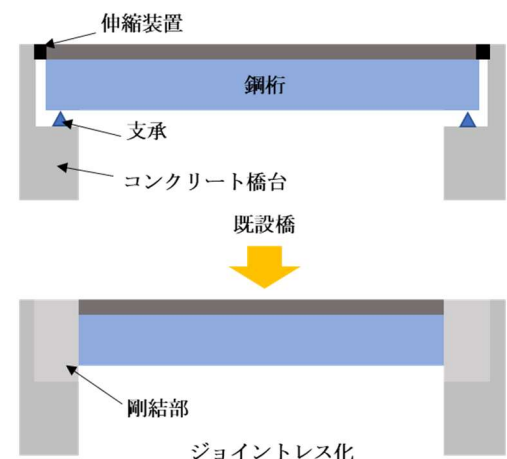 伸縮装置
鋼桁
支承
コンクリート橋台
既設橋
剛結部
ジョイントレス化